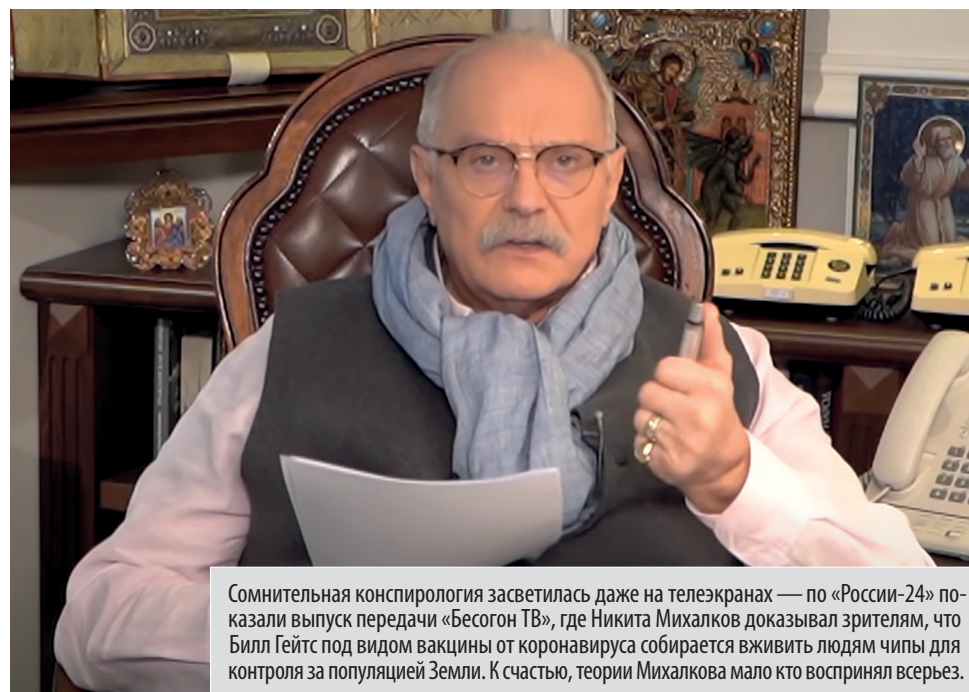 Сомнительная конспирология засветилась даже на телеэкранах — по «России-24» по-
казали выпуск передачи «Бесогон ТВ», где Никита Михалков доказывал зрителям, что
Билл Гейтс под видом вакцины от коронавируса собирается вживить людям чипы для
контроля за популяцией Земли. К счастью, теории Михалкова мало кто воспринял всерьез.